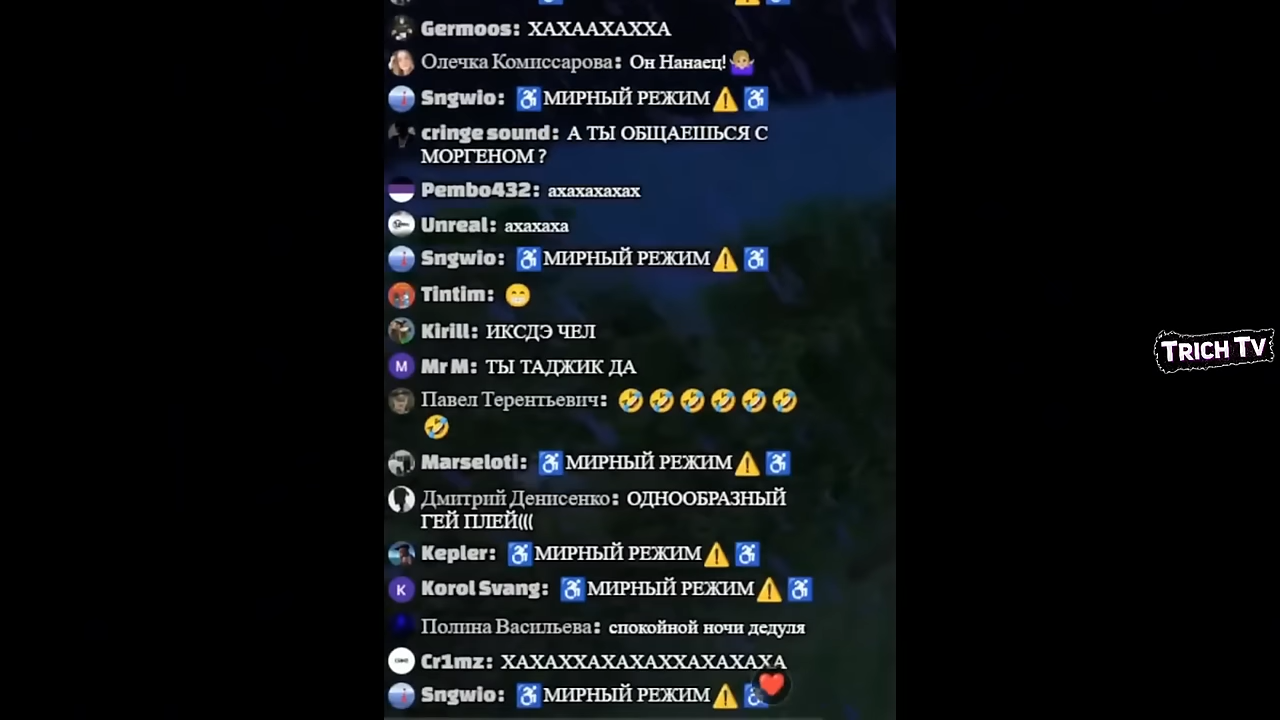 Germoos: ХАХААХАХХА
Олечка Комиссарова: Он Нанаец!🤷🏼‍♀️
Sngwio: ♿МИРНЫЙ РЕЖИМ⚠️♿
cringe sound: А ТЫ ОБЩАЕШЬСЯ С
МОРГЕНОМ ?
Pembo432: ахахахахах
Unreal: ахахаха
Sngwio: ♿МИРНЫЙ РЕЖИМ⚠️♿
Tintim: 😁
Kirill: ИКСДЭ ЧЕЛ
M
Mr M: ТЫ ТАДЖИК ДА
Павел Терентьевич: 🤣🤣🤣🤣🤣🤣
🤣
Marseloti: ♿МИРНЫЙ РЕЖИМ⚠️♿
Дмитрий Денисенко: ОДНООБРАЗНЫЙ
ГЕЙ ПЛЕЙ(((
Kepler: ♿МИРНЫЙ РЕЖИМ⚠️♿
K
Korol Svang: ♿МИРНЫЙ РЕЖИМ⚠️♿
Полина Васильева: спокойной ночи дедуля
Cr1mz: ХАХАХХАХАХАХХАХАХАХА
Sngwio: ♿МИРНЫЙ РЕЖИМ⚠️♿
TRICH TV